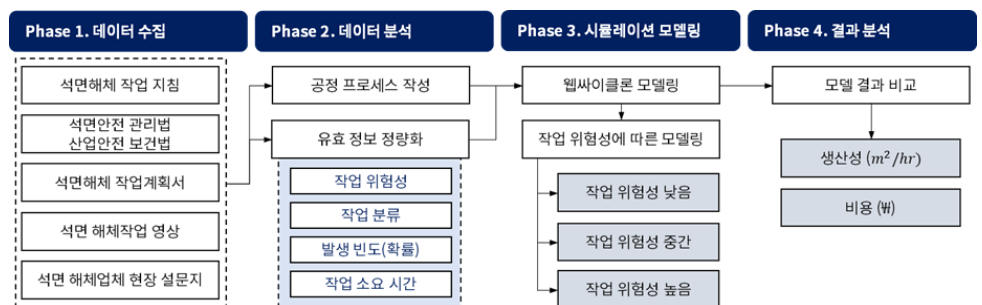 Phase 1. 데이터 수집
석면해체 작업 지침
석면안전 관리법
산업안전 보건법
석면해체 작업계획서
석면 해체작업 영상
석면 해체업체 현장 설문지
Phase 2. 데이터 분석
공정 프로세스 작성
유효 정보 정량화
작업 위험성
작업 분류
발생 빈도(확률)
작업 소요 시간
Phase 3. 시뮬레이션 모델링
웹싸이클론 모델링
작업 위험성에 따른 모델링
작업 위험성 낮음
작업 위험성 중간
작업 위험성 높음
Phase 4. 결과 분석
모델 결과 비교
생산성 (m²/hr)
비용 (₩)